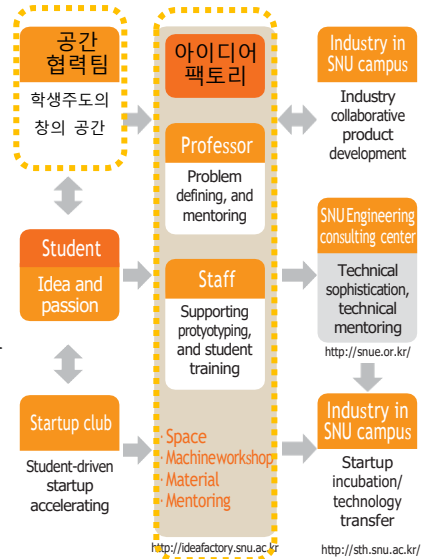 공간
협력팀
학생주도의
창의 공간
Student
Idea and
passion
Startup club
Student-driven
startup
accelerating
아이디어
팩토리
Professor
Problem
defining, and
mentoring
Staff
Supporting
protyotyping,
and student
training
· Space
· Machineworkshop
· Material
· Mentoring
http://ideafactory.snu.ac.kr
Industry in
SNU campus
Industry
collaborative
product
development
SNU Engineering
consulting center
Technical
sophistication,
technical
mentoring
http://snue.or.kr/
Industry in
SNU campus
Startup
incubation/
technology
transfer
http://sth.snu.ac.kr/